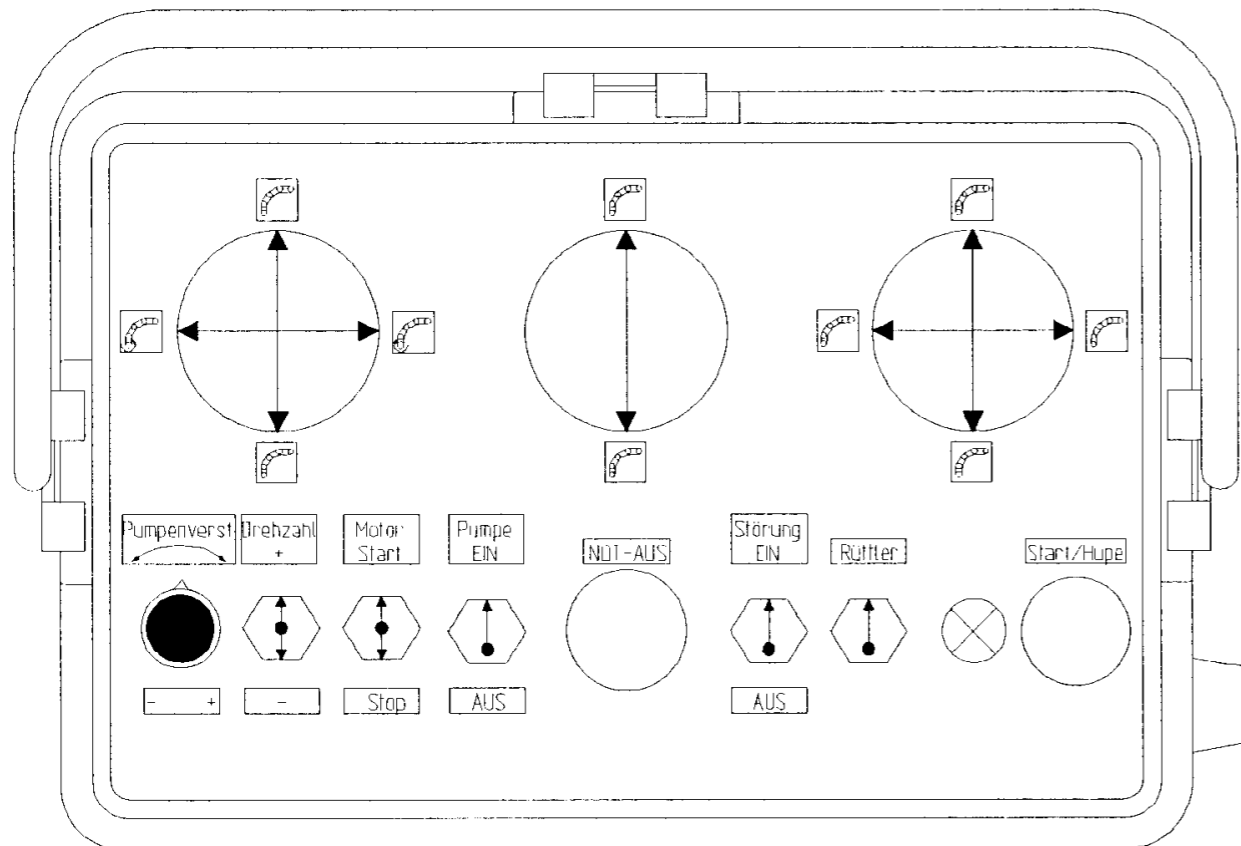 Pumpenverst.
Drehzahl
+
Motor
Start
Pumpe
EIN
NOT-AUS
Störung
EIN
Rüttler
Start/Hupe
- +
-
Stop
AUS
AUS